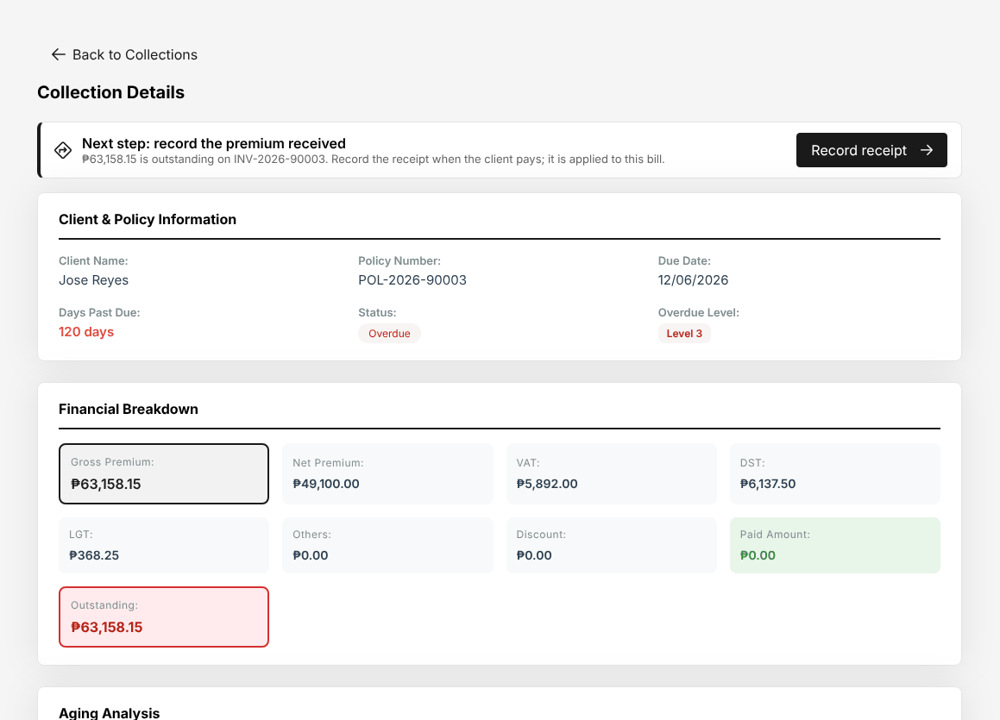 Back to Collections
Collection Details
Next step: record the premium received
₱63,158.15 is outstanding on INV-2026-90003. Record the receipt when the client pays; it is applied to this bill.
Record receipt
Client & Policy Information
Client Name:
Jose Reyes
Policy Number:
POL-2026-90003
Due Date:
12/06/2026
Days Past Due:
120 days
Status:
Overdue
Overdue Level:
Level 3
Financial Breakdown
Gross Premium:
₱63,158.15
Net Premium:
₱49,100.00
VAT:
₱5,892.00
DST:
₱6,137.50
LGT:
₱368.25
Others:
₱0.00
Discount:
₱0.00
Paid Amount:
₱0.00
Outstanding:
₱63,158.15
Aging Analysis